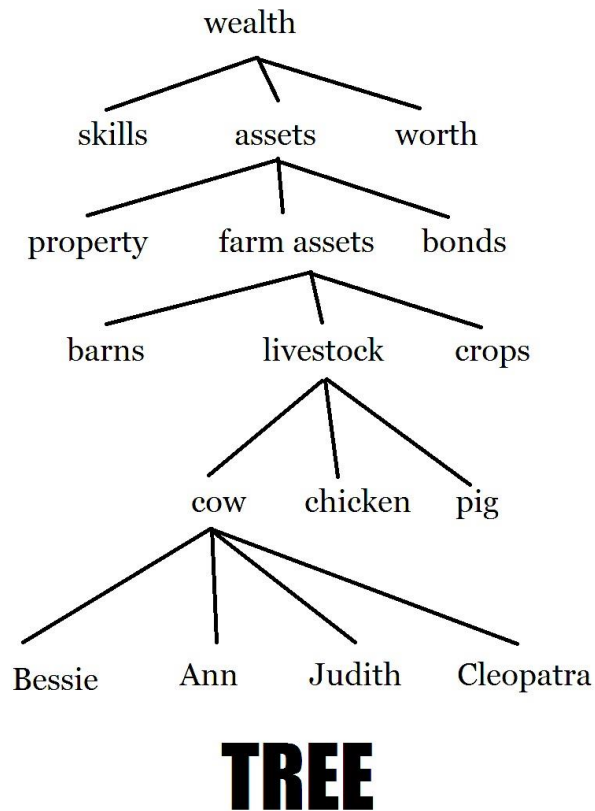 wealth
skills assets worth
property farm assets bonds
barns livestock crops
cow chicken pig
Bessie Ann Judith Cleopatra
TREE